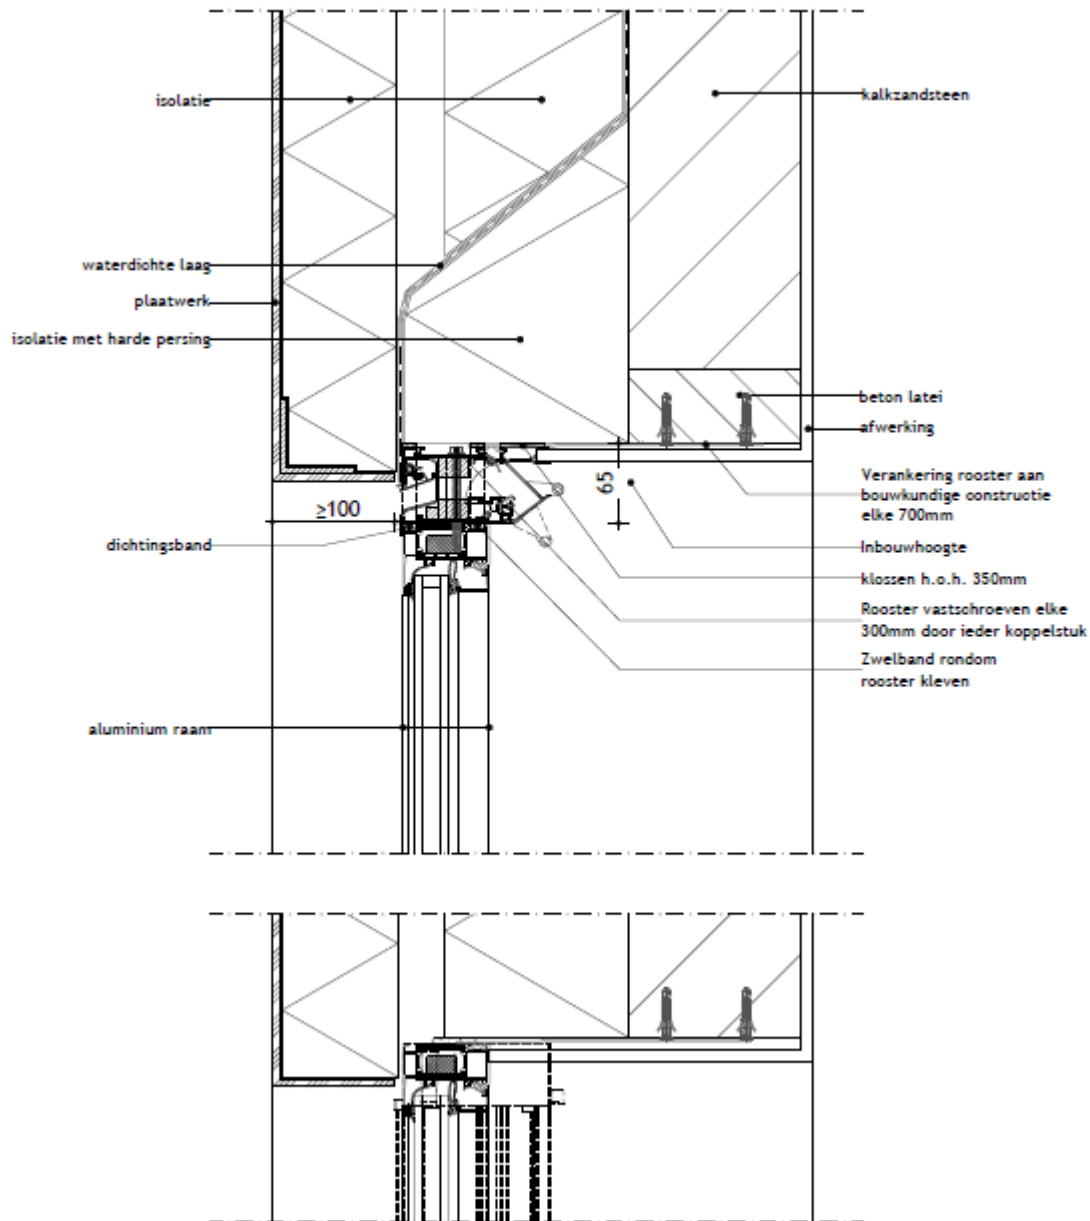 isolatie
kalkzandsteen
waterdichte laag
plaatwerk
isolatie met harde persing
beton latei
afwerking
Verankering rooster aan
bouwkundige constructie
elke 700mm
≥100
65
dichtingsband
Inbouwhoogte
klossen h.o.h. 350mm
Rooster vastschroeven elke
300mm door ieder koppelstuk
Zwelband rondom
rooster kleven
aluminium raam